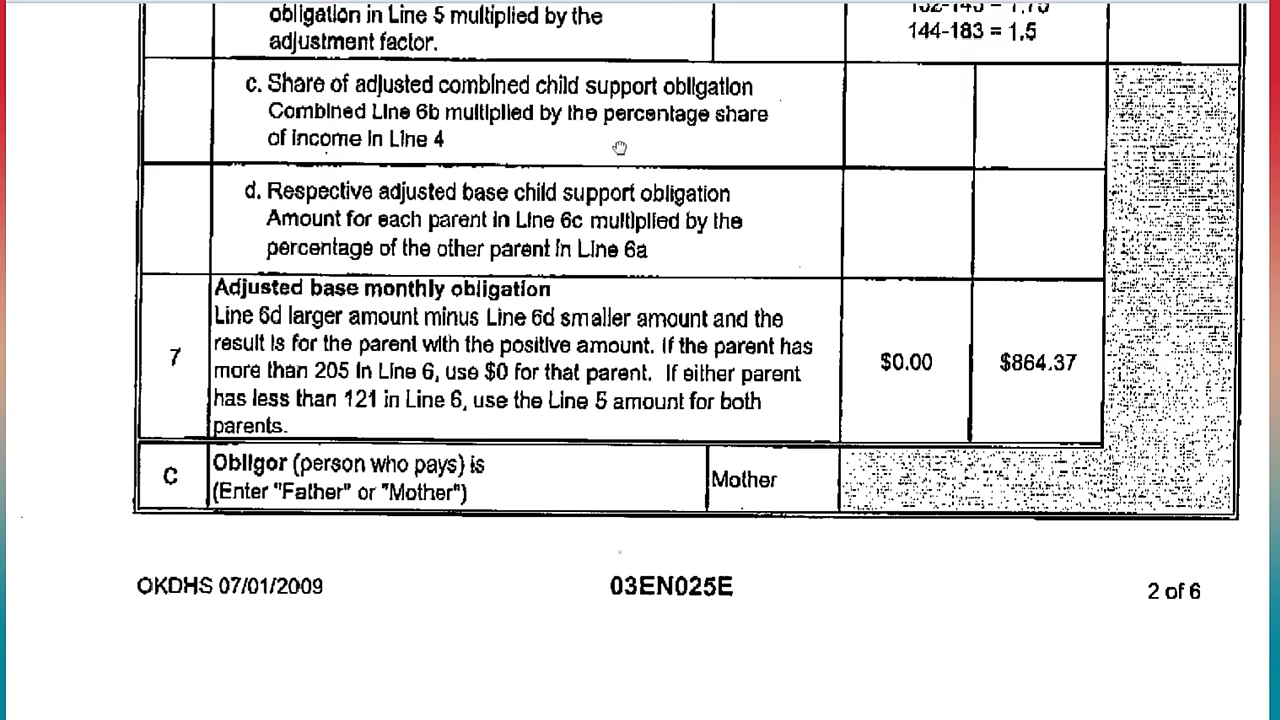 obligation in Line 5 multiplied by the
adjustment factor.
132-143 = 1.75
144-183 = 1.5
c. Share of adjusted combined child support obligation
Combined Line 6b multiplied by the percentage share
of income in Line 4
d. Respective adjusted base child support obligation
Amount for each parent in Line 6c multiplied by the
percentage of the other parent in Line 6a
7
Adjusted base monthly obligation
Line 6d larger amount minus Line 6d smaller amount and the
result is for the parent with the positive amount. If the parent has
more than 205 in Line 6, use $0 for that parent. If either parent
has less than 121 in Line 6, use the Line 5 amount for both
parents.
$0.00
$864.37
C
Obligor (person who pays) is
(Enter "Father" or "Mother")
Mother
OKDHS 07/01/2009
03EN025E
2 of 6